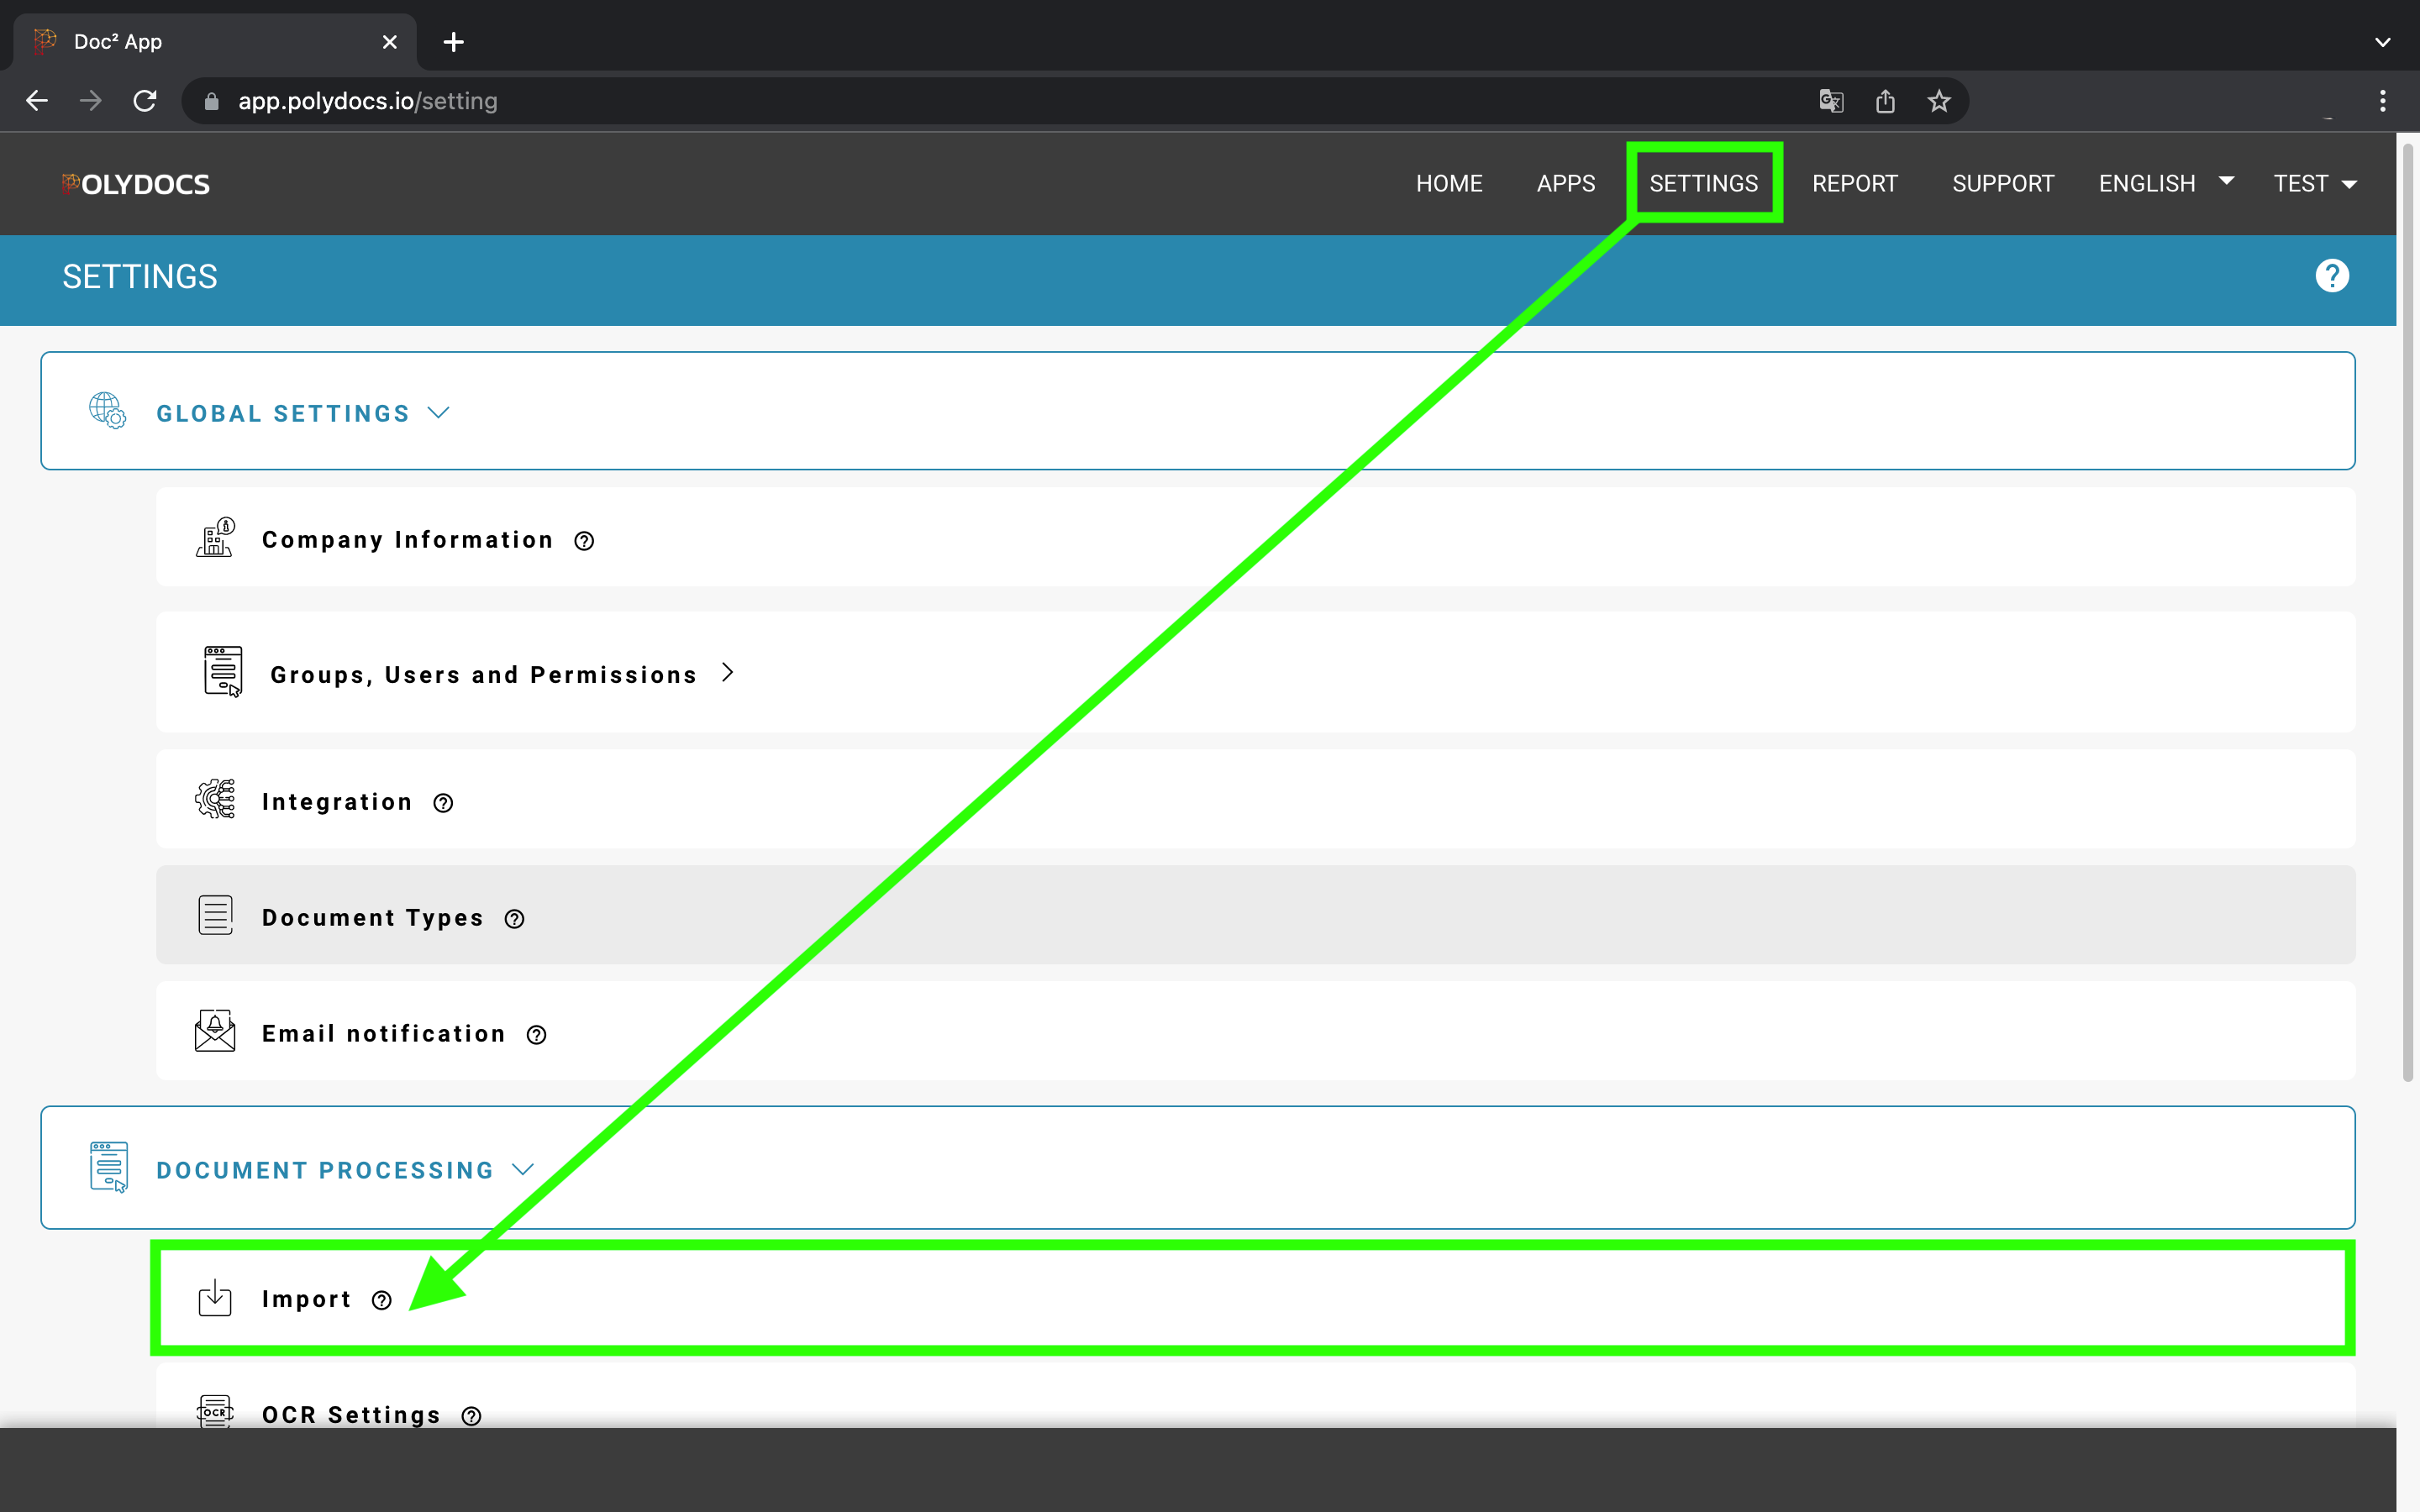 Doc² App
app.polydocs.io/setting
POLYDOCS
HOME APPS SETTINGS REPORT SUPPORT ENGLISH TEST
SETTINGS
GLOBAL SETTINGS
Company Information
Groups, Users and Permissions
Integration
Document Types
Email notification
DOCUMENT PROCESSING
Import
OCR
OCR Settings